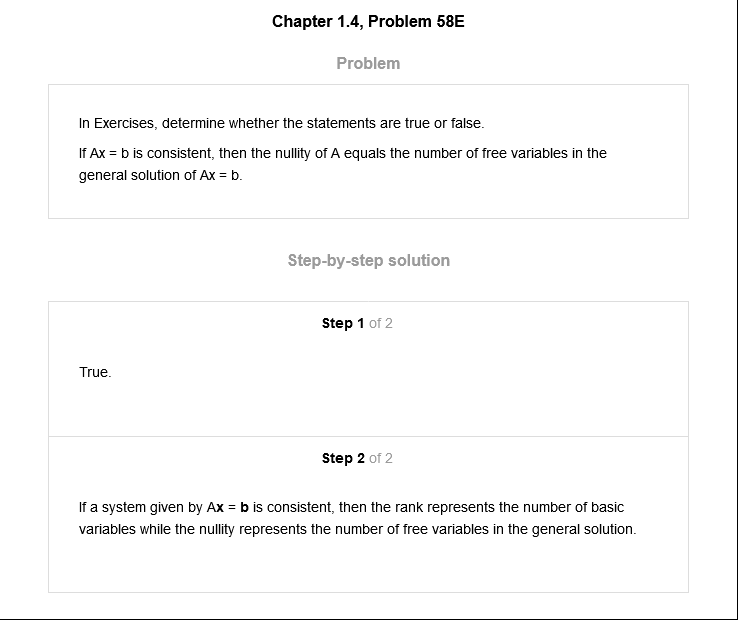 Chapter 1.4, Problem 58E
Problem
In Exercises, determine whether the statements are true or false.
If Ax = b is consistent, then the nullity of A equals the number of free variables in the
general solution of Ax = b.
Step-by-step solution
Step 1 of 2
True.
Step 2 of 2
If a system given by Ax = b is consistent, then the rank represents the number of basic
variables while the nullity represents the number of free variables in the general solution.